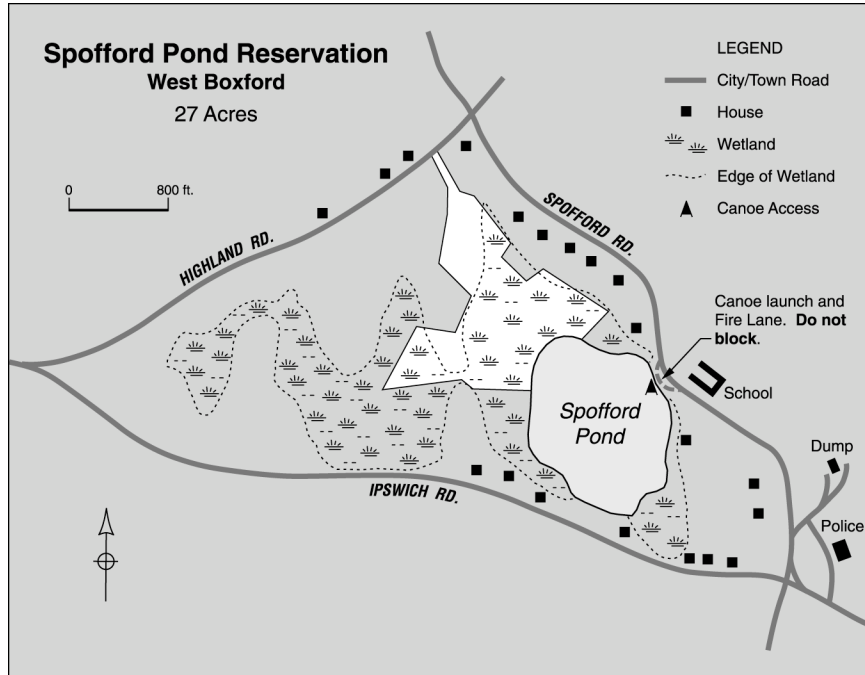 Spofford Pond Reservation
West Boxford
27 Acres
0 800 ft.
LEGEND
City/Town Road
House
Wetland
Edge of Wetland
Canoe Access
HIGHLAND RD.
SPOFFORD RD.
Canoe launch and
Fire Lane. Do not
block.
School
Spofford
Pond
Dump
IPSWICH RD.
Police